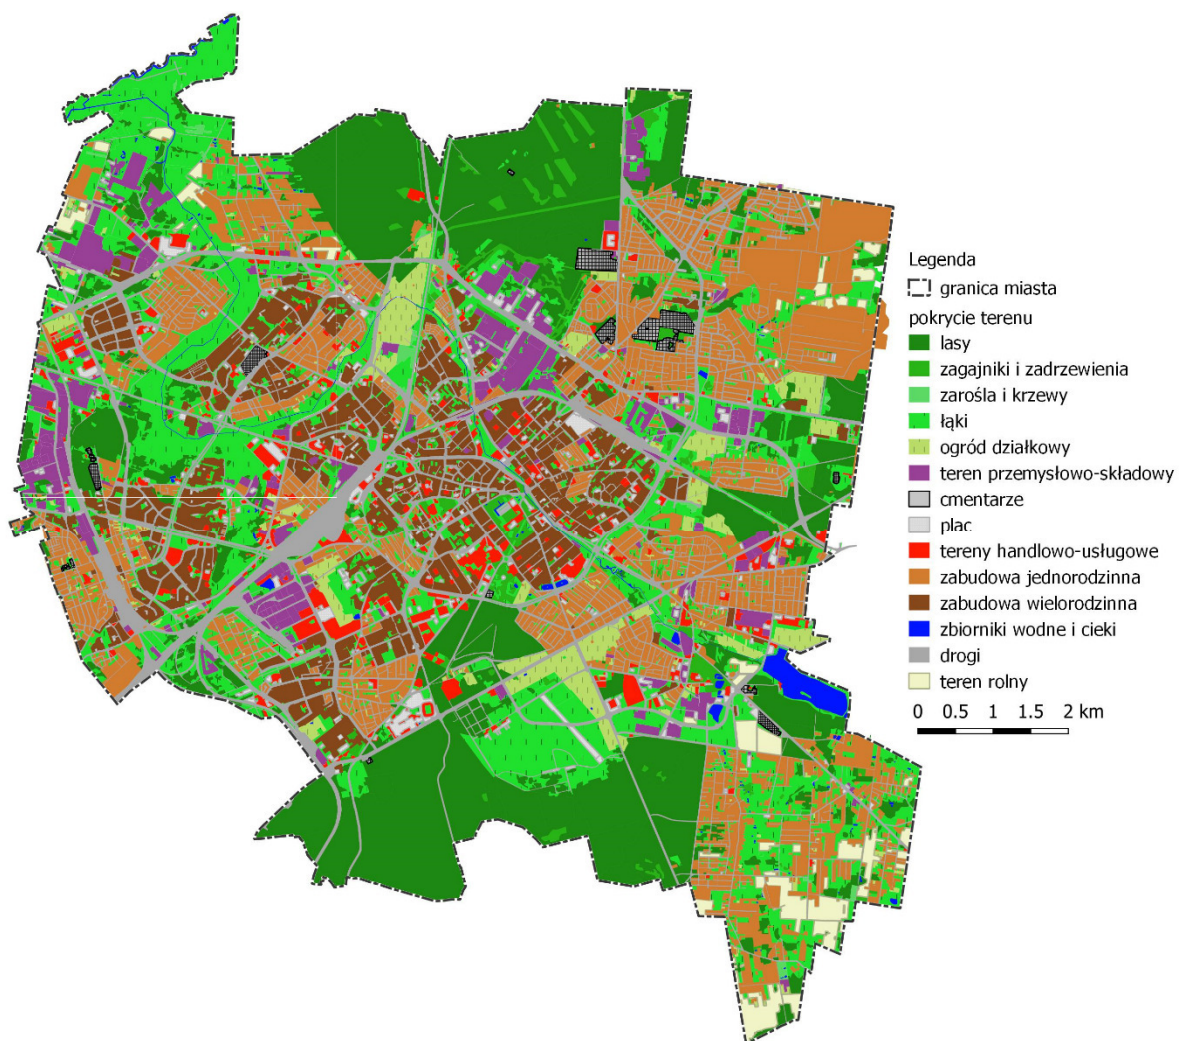 Legenda
granica miasta
pokrycie terenu
lasy
zagajniki i zadrzewienia
zarośla i krzewy
łąki
ogród działkowy
teren przemysłowo-składowy
cmentarze
plac
tereny handlowo-usługowe
zabudowa jednorodzinna
zabudowa wielorodzinna
zbiorniki wodne i cieki
drogi
teren rolny
0 0.5 1 1.5 2 km